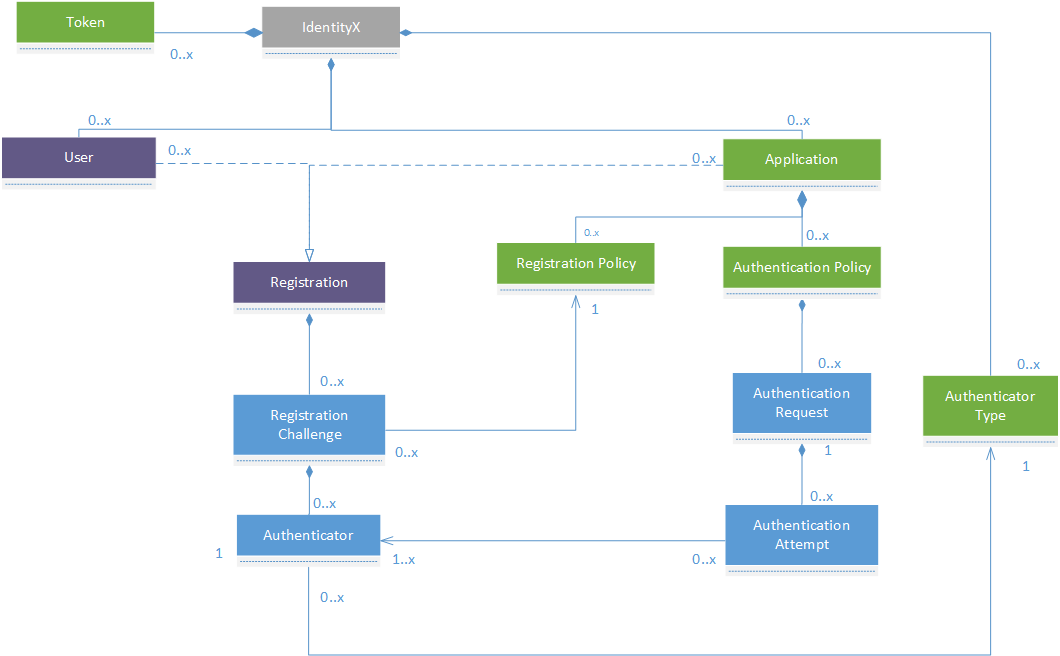 Token
IdentityX
0..x
0..x
0..x
User
0..x
0..x
Application
0..x
0..x
Registration Policy
Authentication Policy
Registration
1
0..x
0..x
0..x
Authentication
Request
Authenticator
Type
Registration
Challenge
0..x
1
1
0..x
0..x
Authenticator
Authentication
Attempt
1
1..x
0..x
0..x